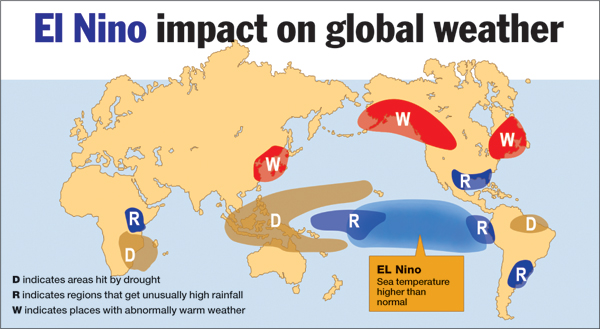 El Nino impact on global weather
W
W
W
R
R
D
R
R
D
D
R
EL Nino
Sea temperature
higher than
normal
D indicates areas hit by drought
R indicates regions that get unusually high rainfall
W indicates places with abnormally warm weather